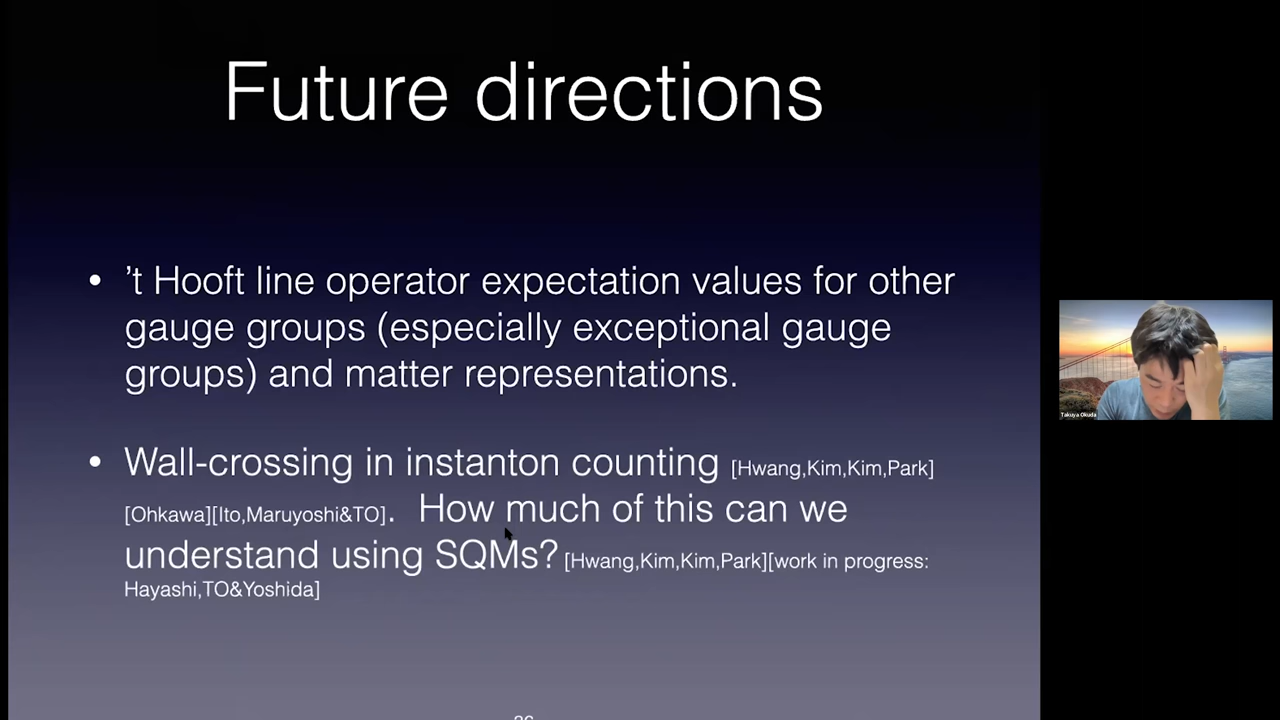 Future directions
• ’t Hooft line operator expectation values for other
gauge groups (especially exceptional gauge
groups) and matter representations.
• Wall-crossing in instanton counting [Hwang,Kim,Kim,Park]
[Ohkawa][Ito,Maruyoshi&TO]. How much of this can we
understand using SQMs? [Hwang,Kim,Kim,Park][work in progress:
Hayashi,TO&Yoshida]
Takuya Okuda